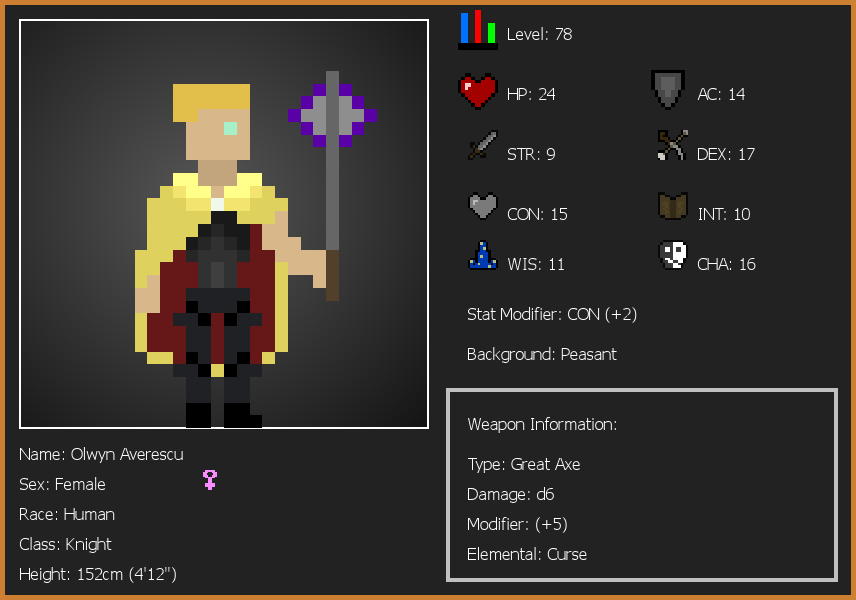 Level: 78
HP: 24
AC: 14
STR: 9
DEX: 17
CON: 15
INT: 10
WIS: 11
CHA: 16
Stat Modifier: CON (+2)
Background: Peasant
Weapon Information:
Type: Great Axe
Damage: d6
Modifier: (+5)
Elemental: Curse
Name: Olwyn Averescu
Sex: Female
Race: Human
Class: Knight
Height: 152cm (4'12")